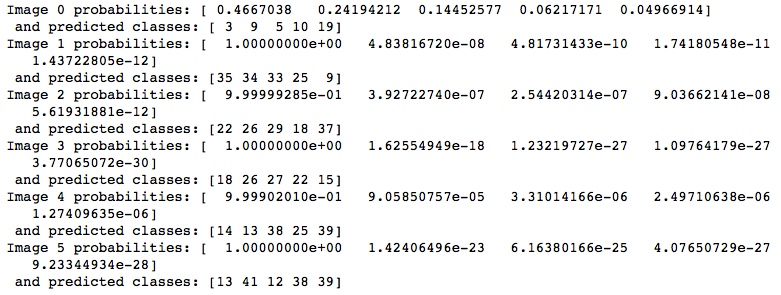 Image 0 probabilities: [ 0.4667038   0.24194212  0.14452577  0.06217171  0.04966914]
 and predicted classes: [ 3  9  5 10 19]
Image 1 probabilities: [  1.00000000e+00   4.83816720e-08   4.81731433e-10   1.74180548e-11
   1.43722805e-12]
 and predicted classes: [35 34 33 25  9]
Image 2 probabilities: [  9.99999285e-01   3.92722740e-07   2.54420314e-07   9.03662141e-08
   5.61931881e-12]
 and predicted classes: [22 26 29 18 37]
Image 3 probabilities: [  1.00000000e+00   1.62554949e-18   1.23219727e-27   1.09764179e-27
   3.77065072e-30]
 and predicted classes: [18 26 27 22 15]
Image 4 probabilities: [  9.99902010e-01   9.05850757e-05   3.31014166e-06   2.49710638e-06
   1.27409635e-06]
 and predicted classes: [14 13 38 25 39]
Image 5 probabilities: [  1.00000000e+00   1.42406496e-23   6.16380166e-25   4.07650729e-27
   9.23344934e-28]
 and predicted classes: [13 41 12 38 39]